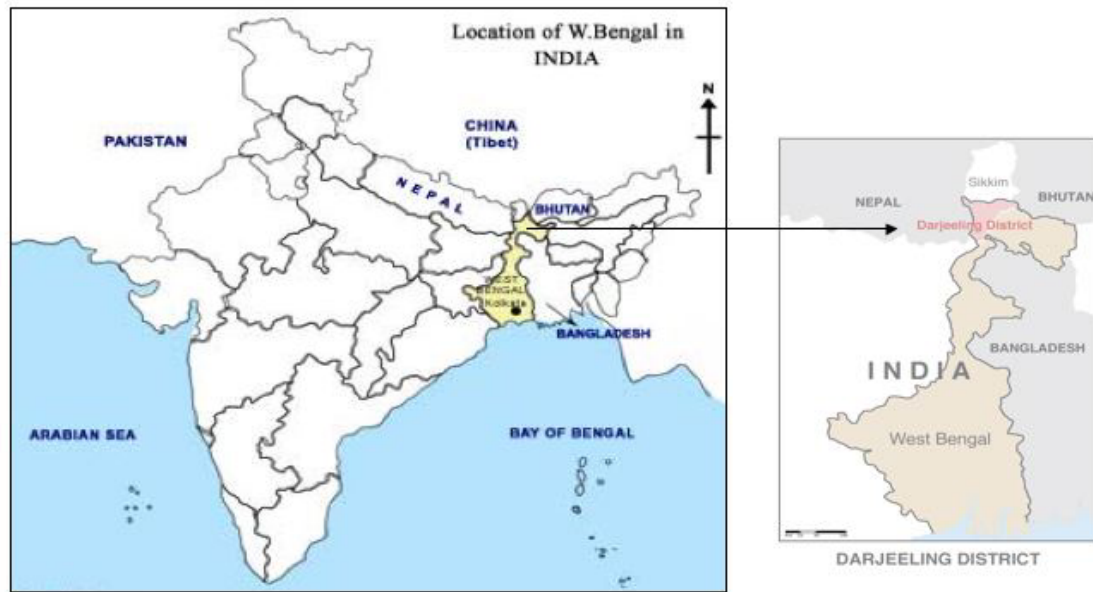 Location of W.Bengal in
INDIA
N
PAKISTAN
CHINA
(Tibet)
NEPAL
BHUTAN
WEST
BENGAL
Kolkata
BANGLADESH
ARABIAN SEA
BAY OF BENGAL
Sikkim
NEPAL
BHUTAN
Darjeeling District
BANGLADESH
INDIA
West Bengal
DARJEELING DISTRICT